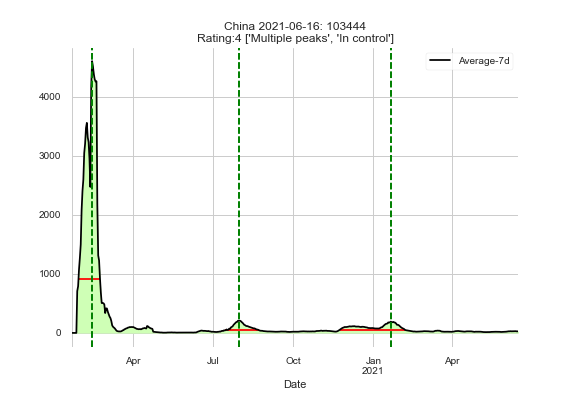 China 2021-06-16: 103444
Rating:4 ['Multiple peaks', 'In control']
Average-7d
4000
3000
2000
1000
0
Apr
Jul
Oct
Jan
2021
Apr
Date